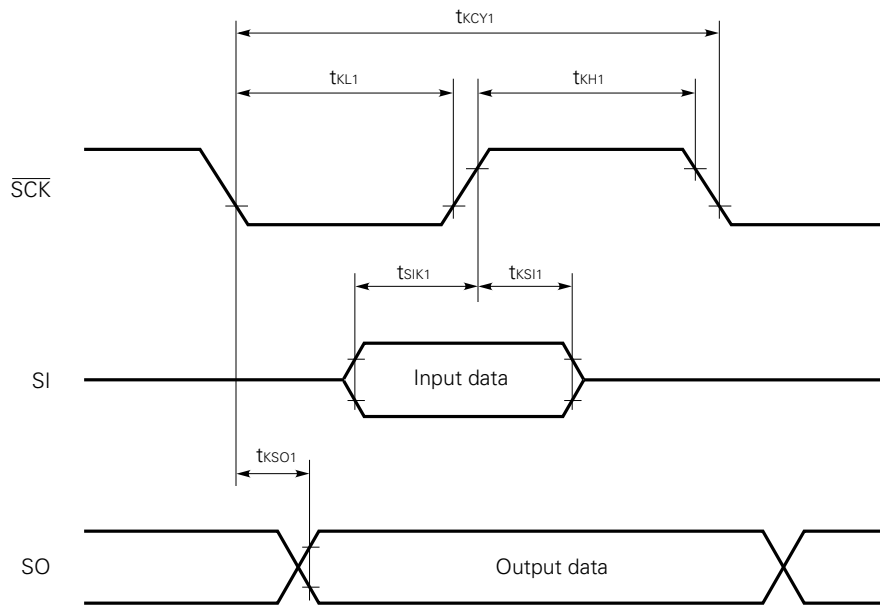 tKCY1
tKL1
tKH1
SCK
tSIK1
tKSI1
SI
Input data
tKSO1
SO
Output data